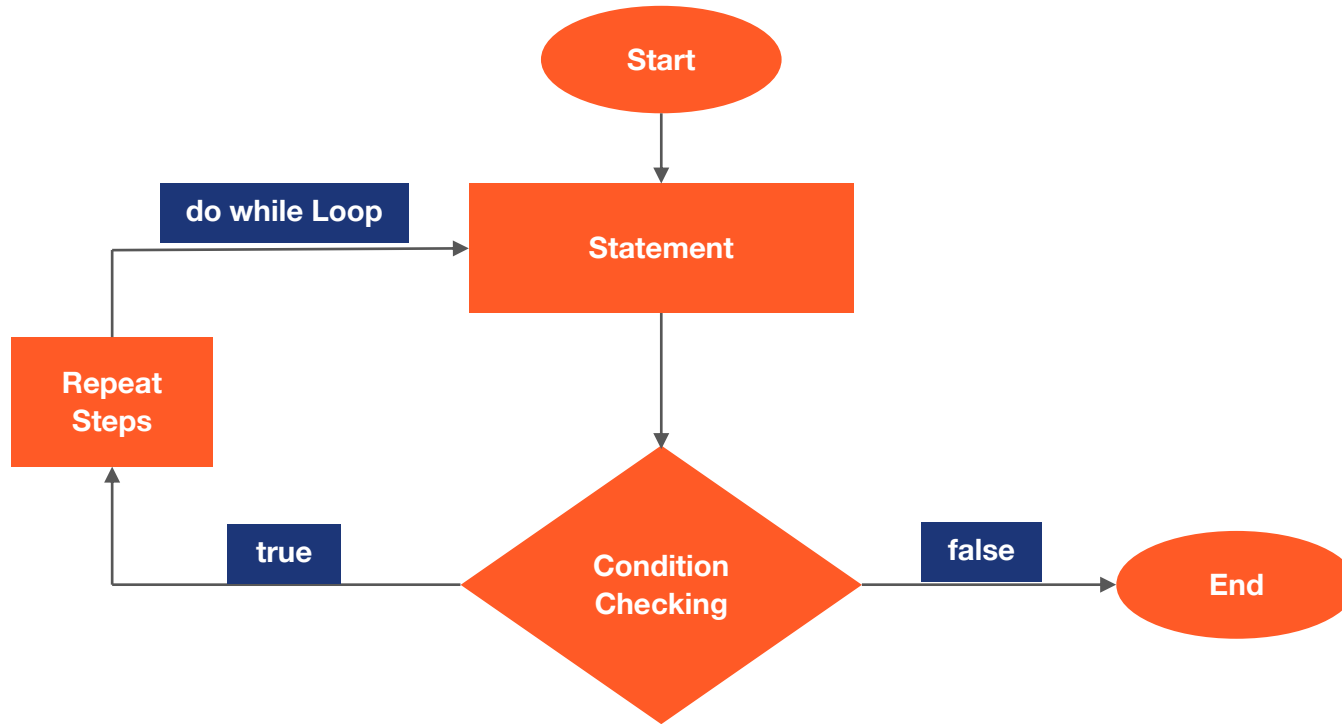 Start
do while Loop
Statement
Repeat
Steps
true
Condition
Checking
false
End